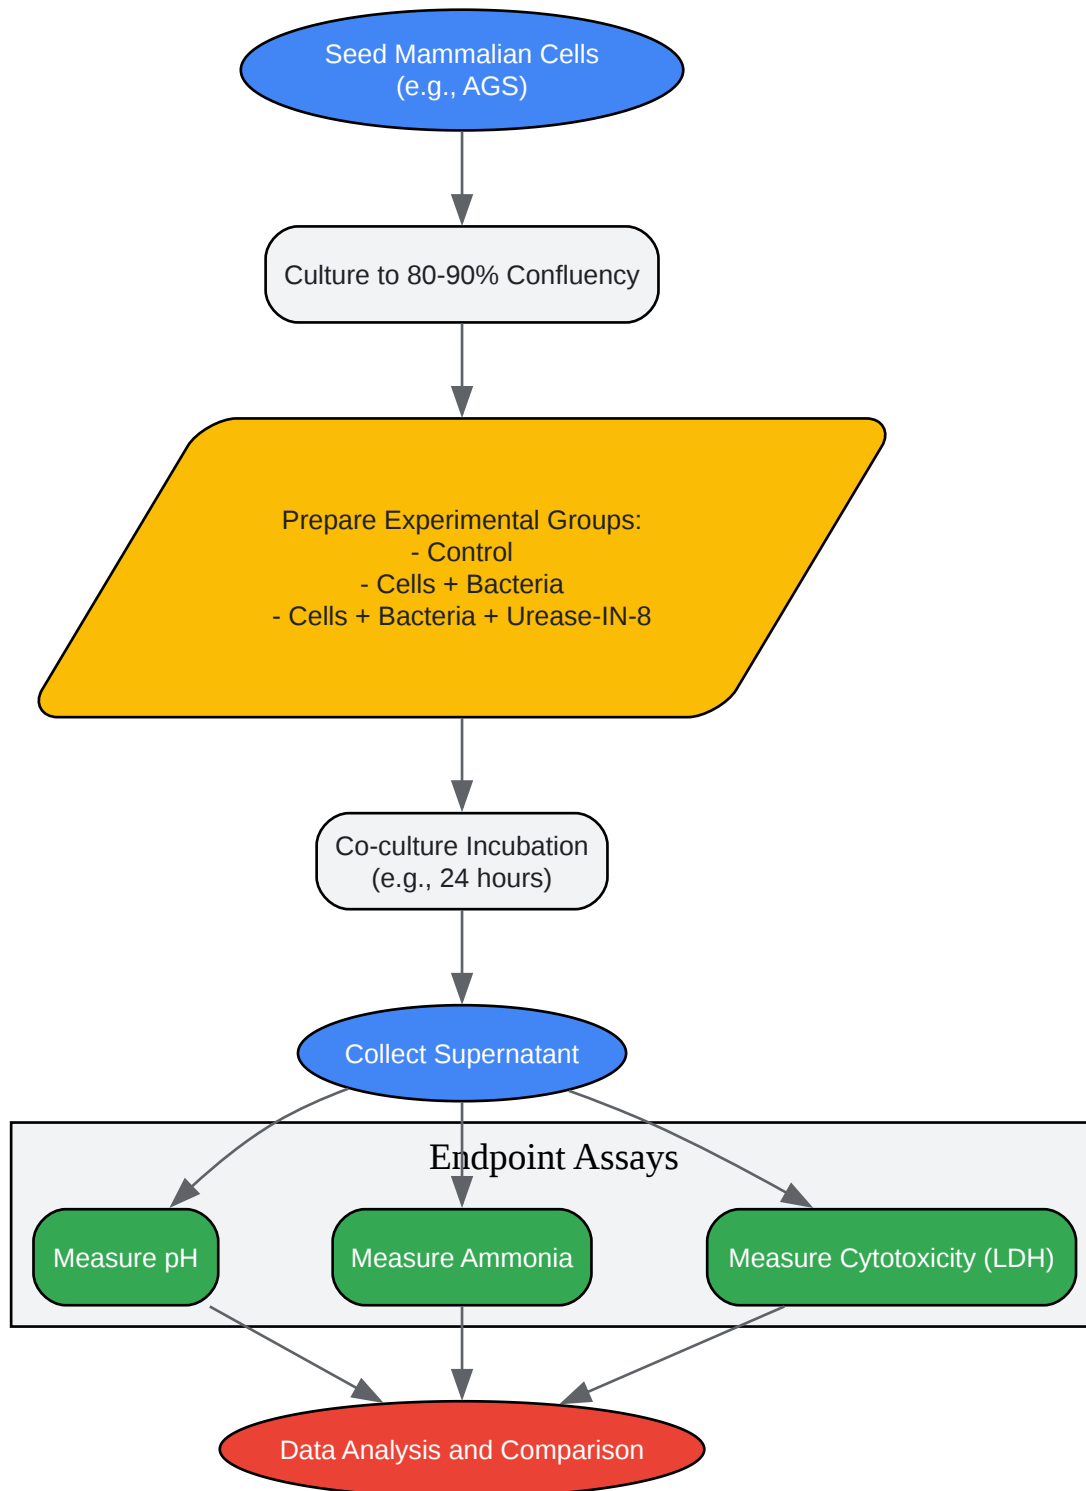 Seed Mammalian Cells
(e.g., AGS)
Culture to 80-90% Confluency
Prepare Experimental Groups:
- Control
- Cells + Bacteria
- Cells + Bacteria + Urease-IN-8
Co-culture Incubation
(e.g., 24 hours)
Collect Supernatant
Endpoint Assays
Measure pH
Measure Ammonia
Measure Cytotoxicity (LDH)
Data Analysis and Comparison